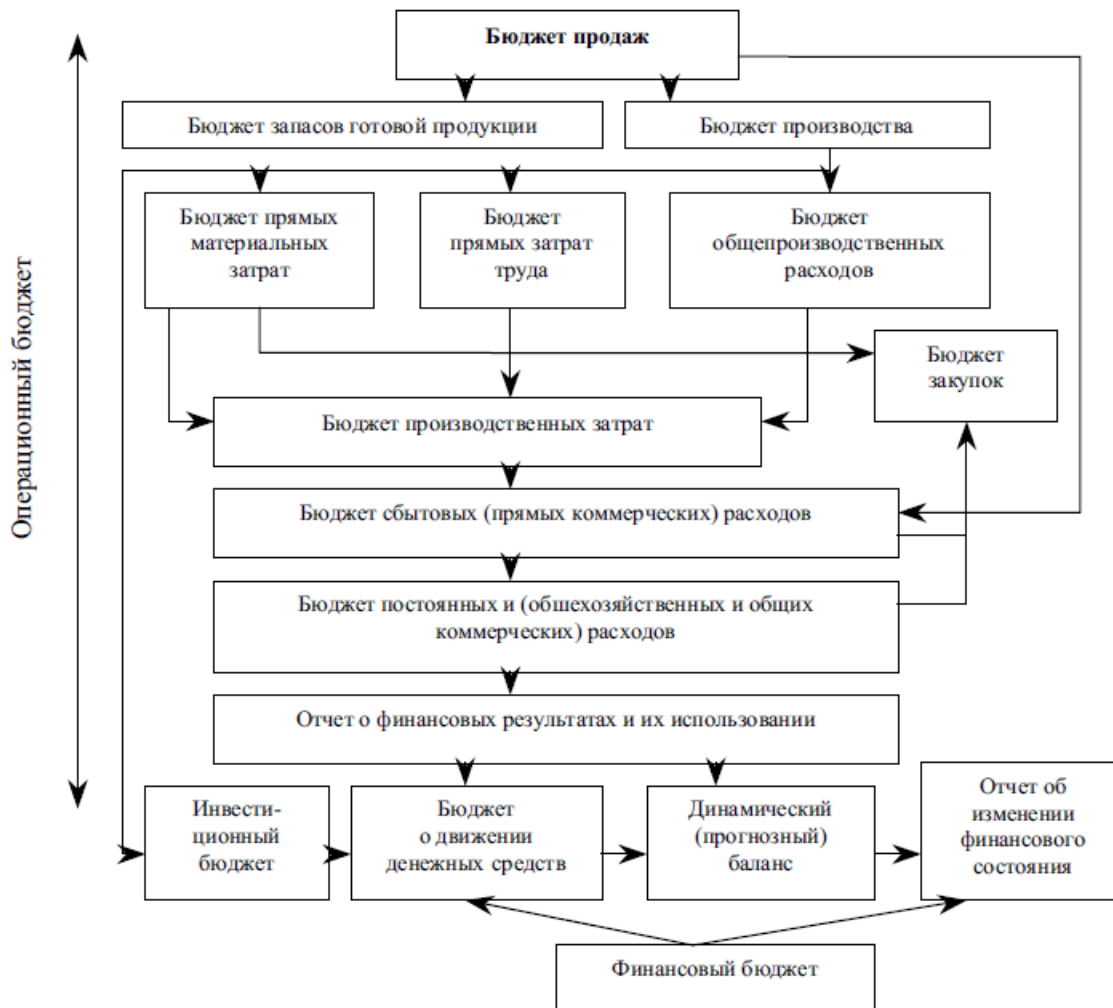 Бюджет продаж
Бюджет запасов готовой продукции
Бюджет производства
Бюджет прямых
материальных
затрат
Бюджет
прямых затрат
труда
Бюджет
общепроизводственных
расходов
Операционный бюджет
Бюджет
закупок
Бюджет производственных затрат
Бюджет сбытовых (прямых коммерческих) расходов
Бюджет постоянных и (обшехозяйственных и общих
коммерческих) расходов
Отчет о финансовых результатах и их использовании
Инвести-
ционный
бюджет
Бюджет
о движении
денежных средств
Динамический
(прогнозный)
баланс
Отчет об
изменении
финансового
состояния
Финансовый бюджет